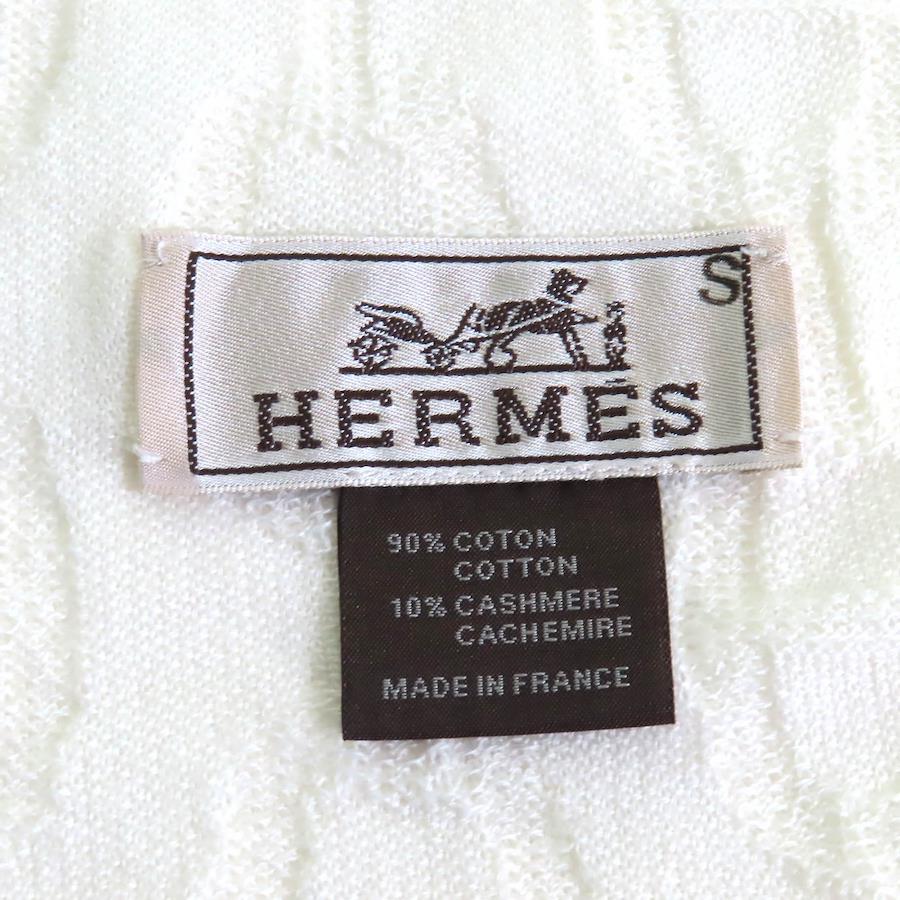 S
HERMÈS
90% COTON
COTTON
10% CASHMERE
CACHEMIRE
MADE IN FRANCE